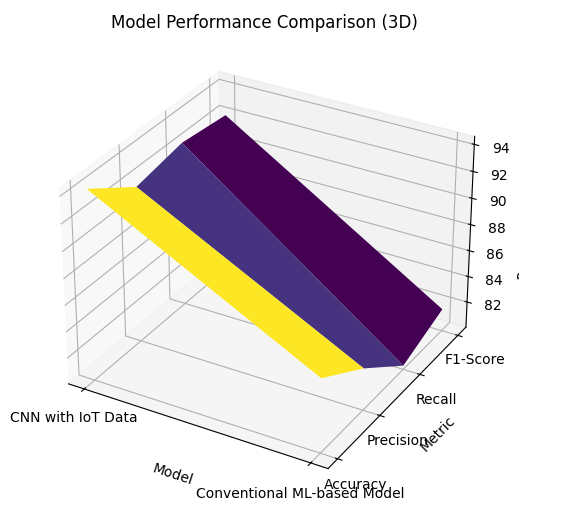 Model Performance Comparison (3D)
94
92
90
88
86
84
82
F1-Score
Recall
Precision
Accuracy
Metric
CNN with IoT Data
Model
Conventional ML-based Model